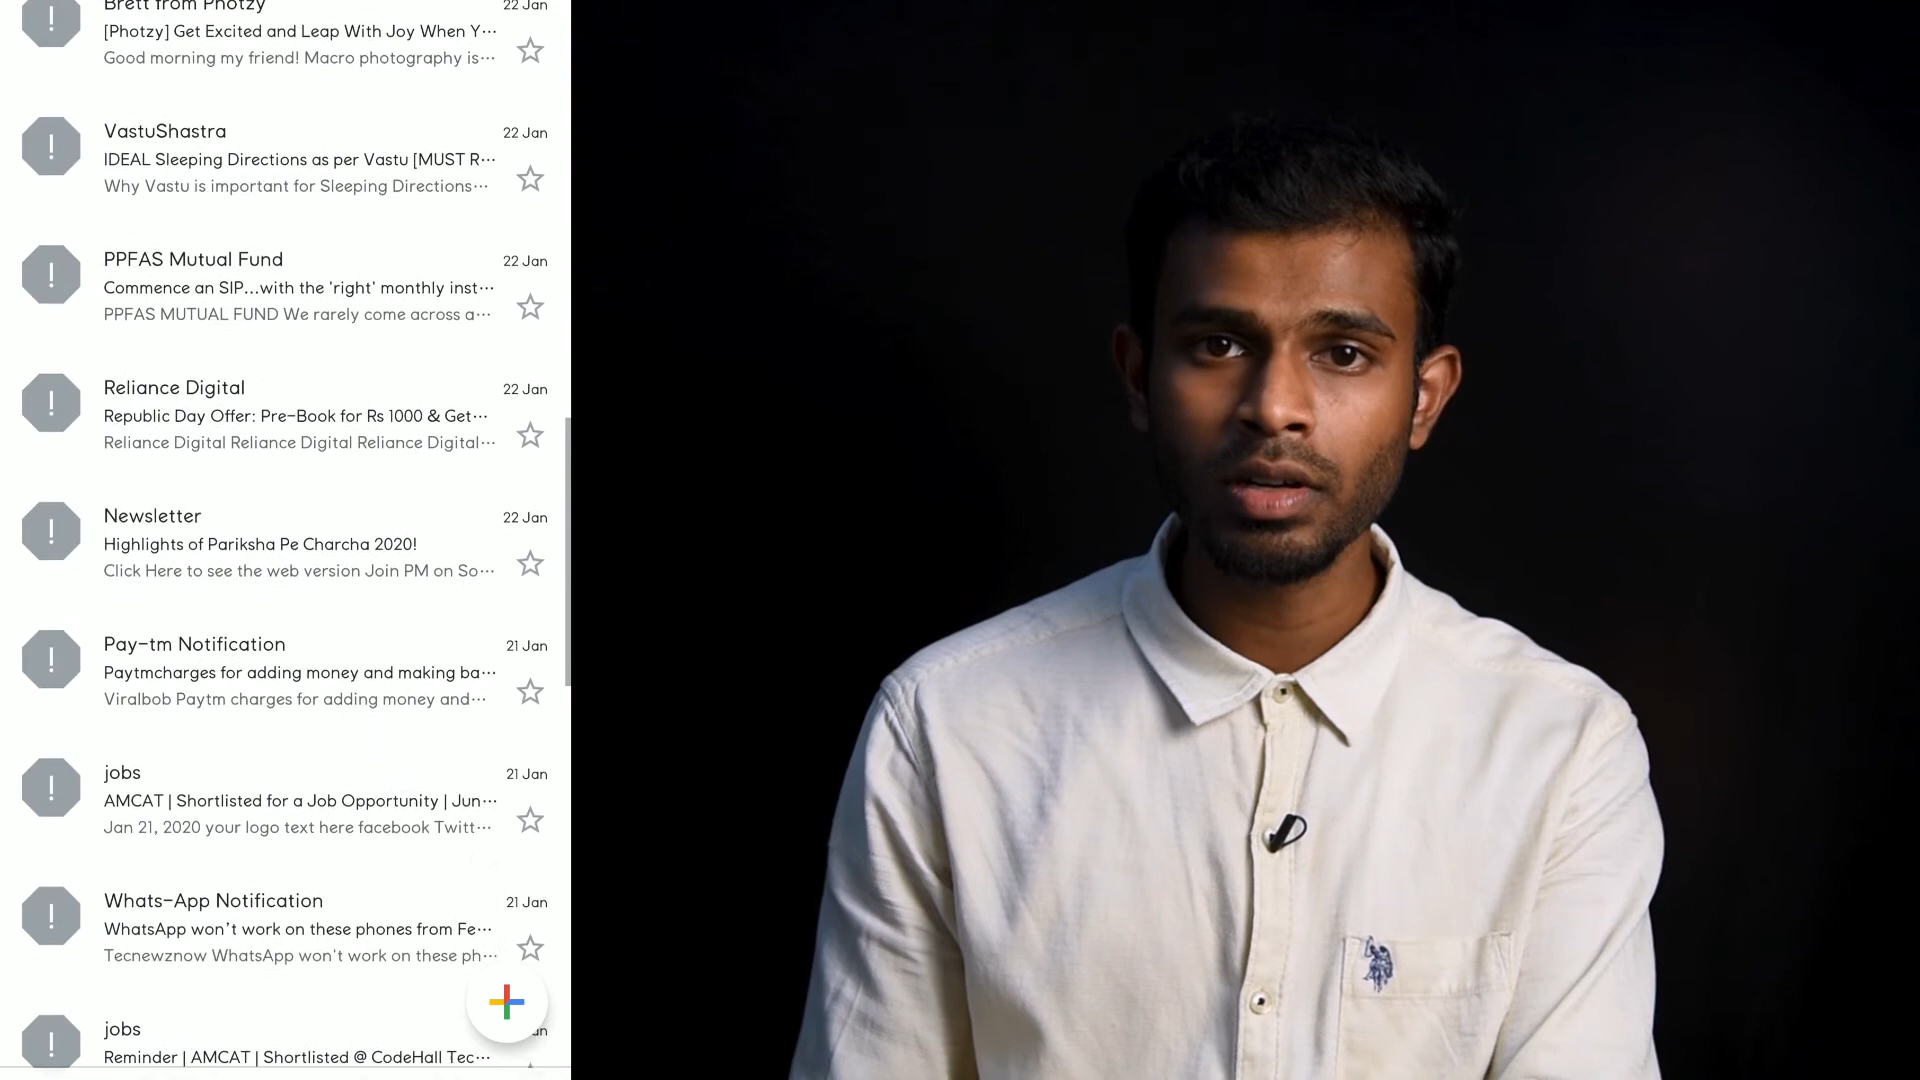 Brett from Photzy
22 Jan
[Photzy] Get Excited and Leap With Joy When Y...
Good morning my friend! Macro photography is...
VastuShastra
22 Jan
IDEAL Sleeping Directions as per Vastu [MUST R...
Why Vastu is important for Sleeping Directions...
PPFAS Mutual Fund
22 Jan
Commence an SIP...with the 'right' monthly inst...
PPFAS MUTUAL FUND We rarely come across a...
Reliance Digital
22 Jan
Republic Day Offer: Pre-Book for Rs 1000 & Get...
Reliance Digital Reliance Digital Reliance Digital...
Newsletter
22 Jan
Highlights of Pariksha Pe Charcha 2020!
Click Here to see the web version Join PM on So...
Pay-tm Notification
21 Jan
Paytmcharges for adding money and making ba...
Viralbob Paytm charges for adding money and...
jobs
21 Jan
AMCAT | Shortlisted for a Job Opportunity | Jun...
Jan 21, 2020 your logo text here facebook Twitt...
Whats-App Notification
21 Jan
WhatsApp won’t work on these phones from Fe...
Tecnewznow WhatsApp won't work on these ph...
jobs
Reminder | AMCAT | Shortlisted @ CodeHall Tec...